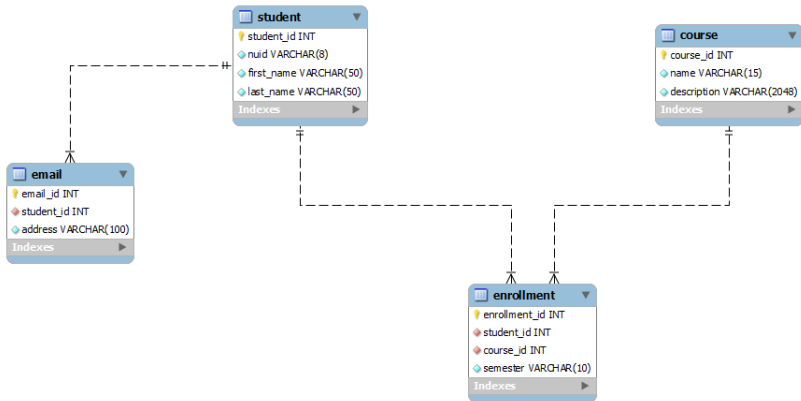 student
student_id INT
nuid VARCHAR(8)
first_name VARCHAR(50)
last_name VARCHAR(50)
Indexes
course
course_id INT
name VARCHAR(15)
description VARCHAR(2048)
Indexes
email
email_id INT
student_id INT
address VARCHAR(100)
Indexes
enrollment
enrollment_id INT
student_id INT
course_id INT
semester VARCHAR(10)
Indexes